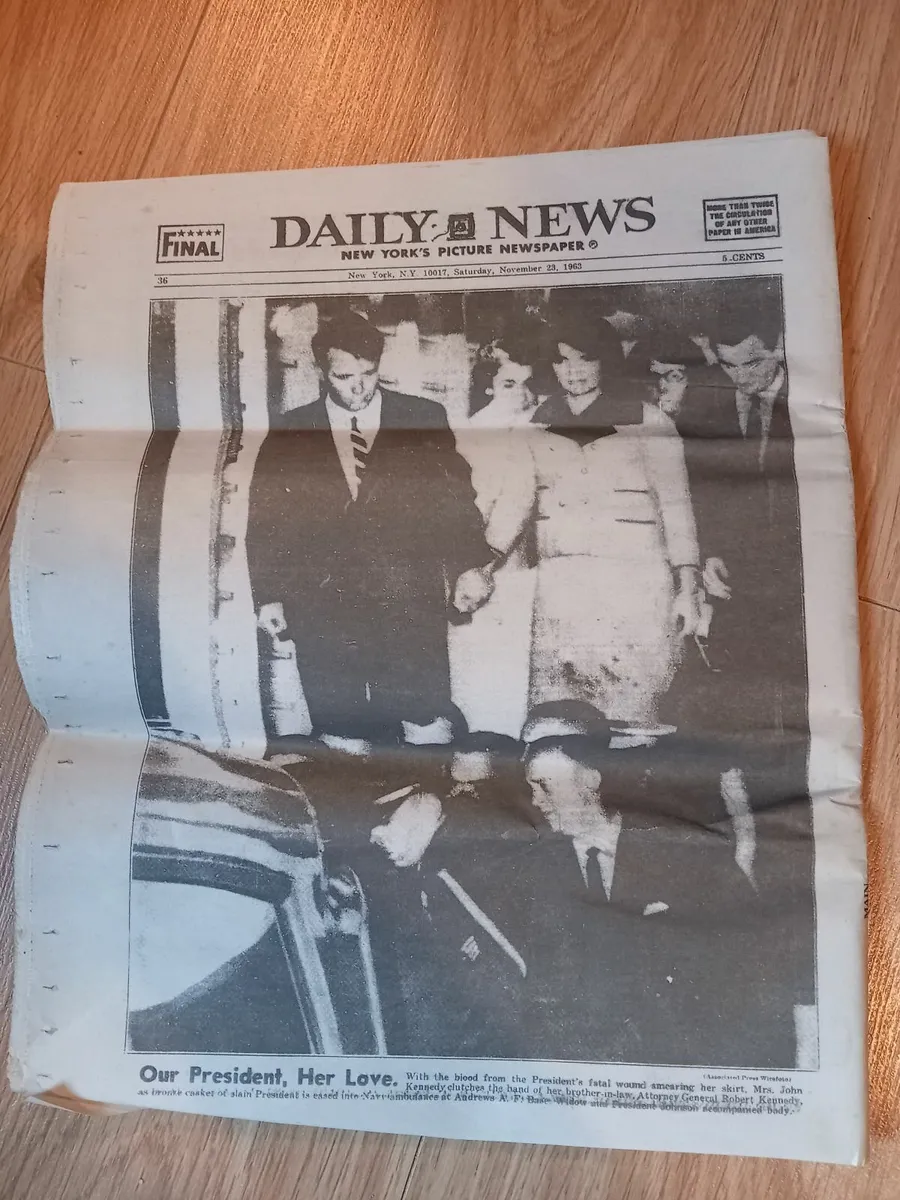 ★★★★★
FINAL
DAILY NEWS
NEW YORK'S PICTURE NEWSPAPER ®
MORE THAN TWICE
THE CIRCULATION
OF ANY OTHER
PAPER IN AMERICA
5 CENTS
36
New York, N.Y. 10017, Saturday, November 23, 1963
(Associated Press Wirefoto)
Our President, Her Love. With the blood from the President's fatal wound smearing her skirt, Mrs. John
Kennedy clutches the hand of her brother-in-law, Attorney General Robert Kennedy,
as bronze casket of slain President is eased into Navy ambulance at Andrews A. F. Base. Widow and President Johnson accompanied body.
MAIN